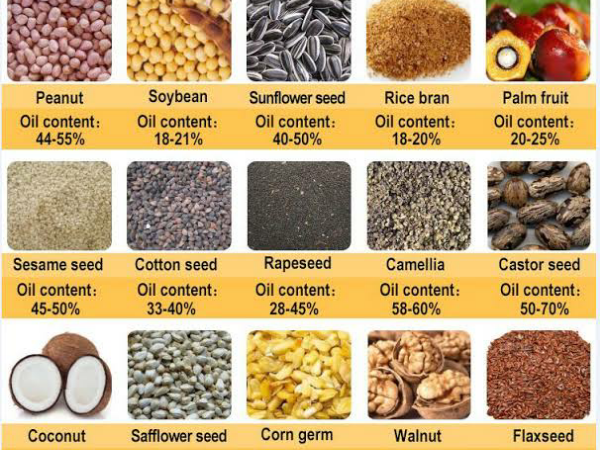 Peanut
Soybean
Sunflower seed
Rice bran
Palm fruit
Oil content:
44-55%
Oil content:
18-21%
Oil content:
40-50%
Oil content:
18-20%
Oil content:
20-25%
Sesame seed
Cotton seed
Rapeseed
Camellia
Castor seed
Oil content:
45-50%
Oil content:
33-40%
Oil content:
28-45%
Oil content:
58-60%
Oil content:
50-70%
Coconut
Safflower seed
Corn germ
Walnut
Flaxseed